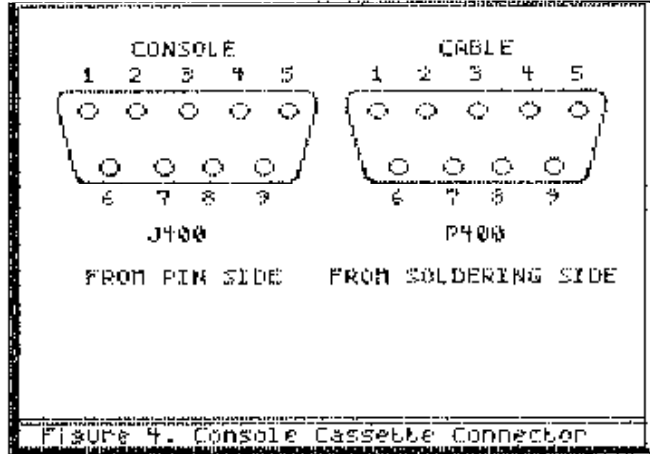 CONSOLE CABLE
1 2 3 4 5 1 2 3 4 5
6 7 8 9 6 7 8 9
J400 P400
FROM PIN SIDE FROM SOLDERING SIDE
Figure 4. Console Cassette Connector